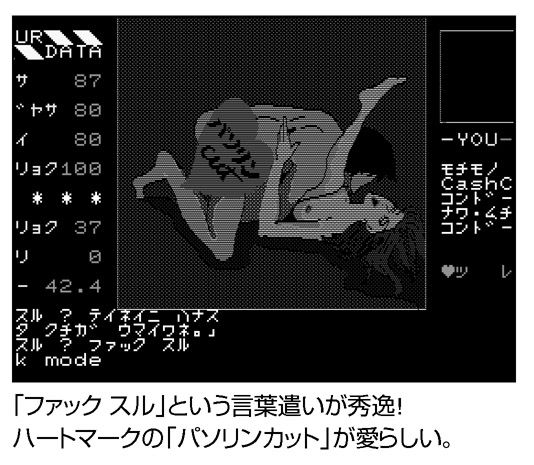 UR
DATA
サ 87
゛ヤサ 80
イ 80
リョク100
* * *
リョク 37
リ 0
- 42.4
パソリン
cut
-YOU-
モチモノ
CashC
コンド゛ー
ナワ・ムチ
コンド゛ー
♥ッ レ
スル ? テイネイニ ハナス
タ゛ クチカ゛ ウマイワネ。」
スル ? ファック スル
k mode
「ファック スル」という言葉遣いが秀逸!
ハートマークの「パソリンカット」が愛らしい。